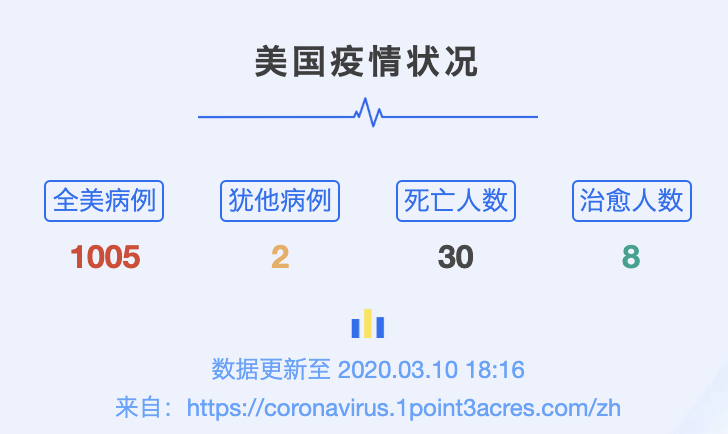 美国疫情状况
全美病例 犹他病例 死亡人数 治愈人数
1005 2 30 8
数据更新至 2020.03.10 18:16
来自：https://coronavirus.1point3acres.com/zh